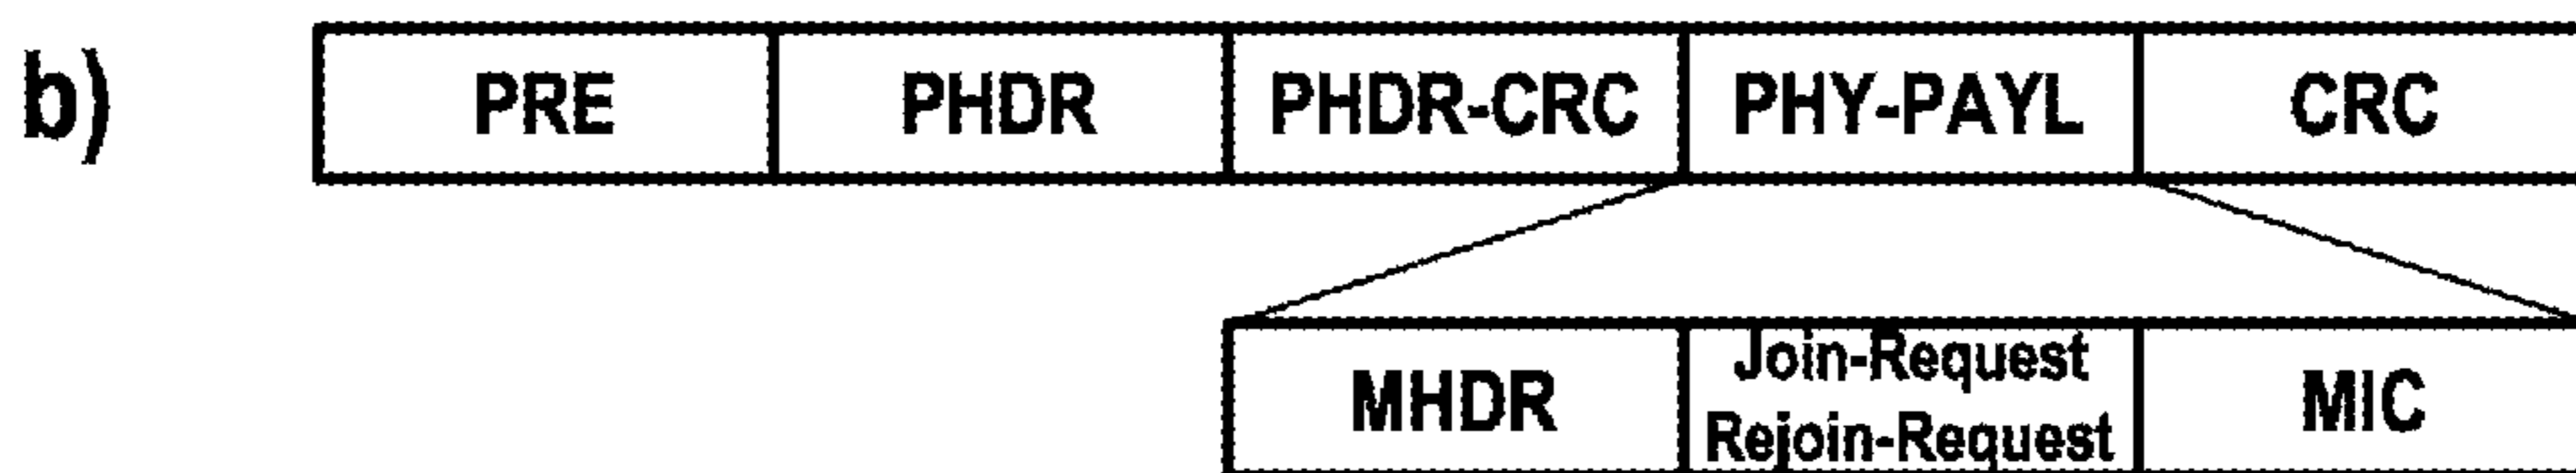 b) PRE PHDR PHDR-CRC PHY-PAYL CRC
MHDR Join-Request Rejoin-Request MIC